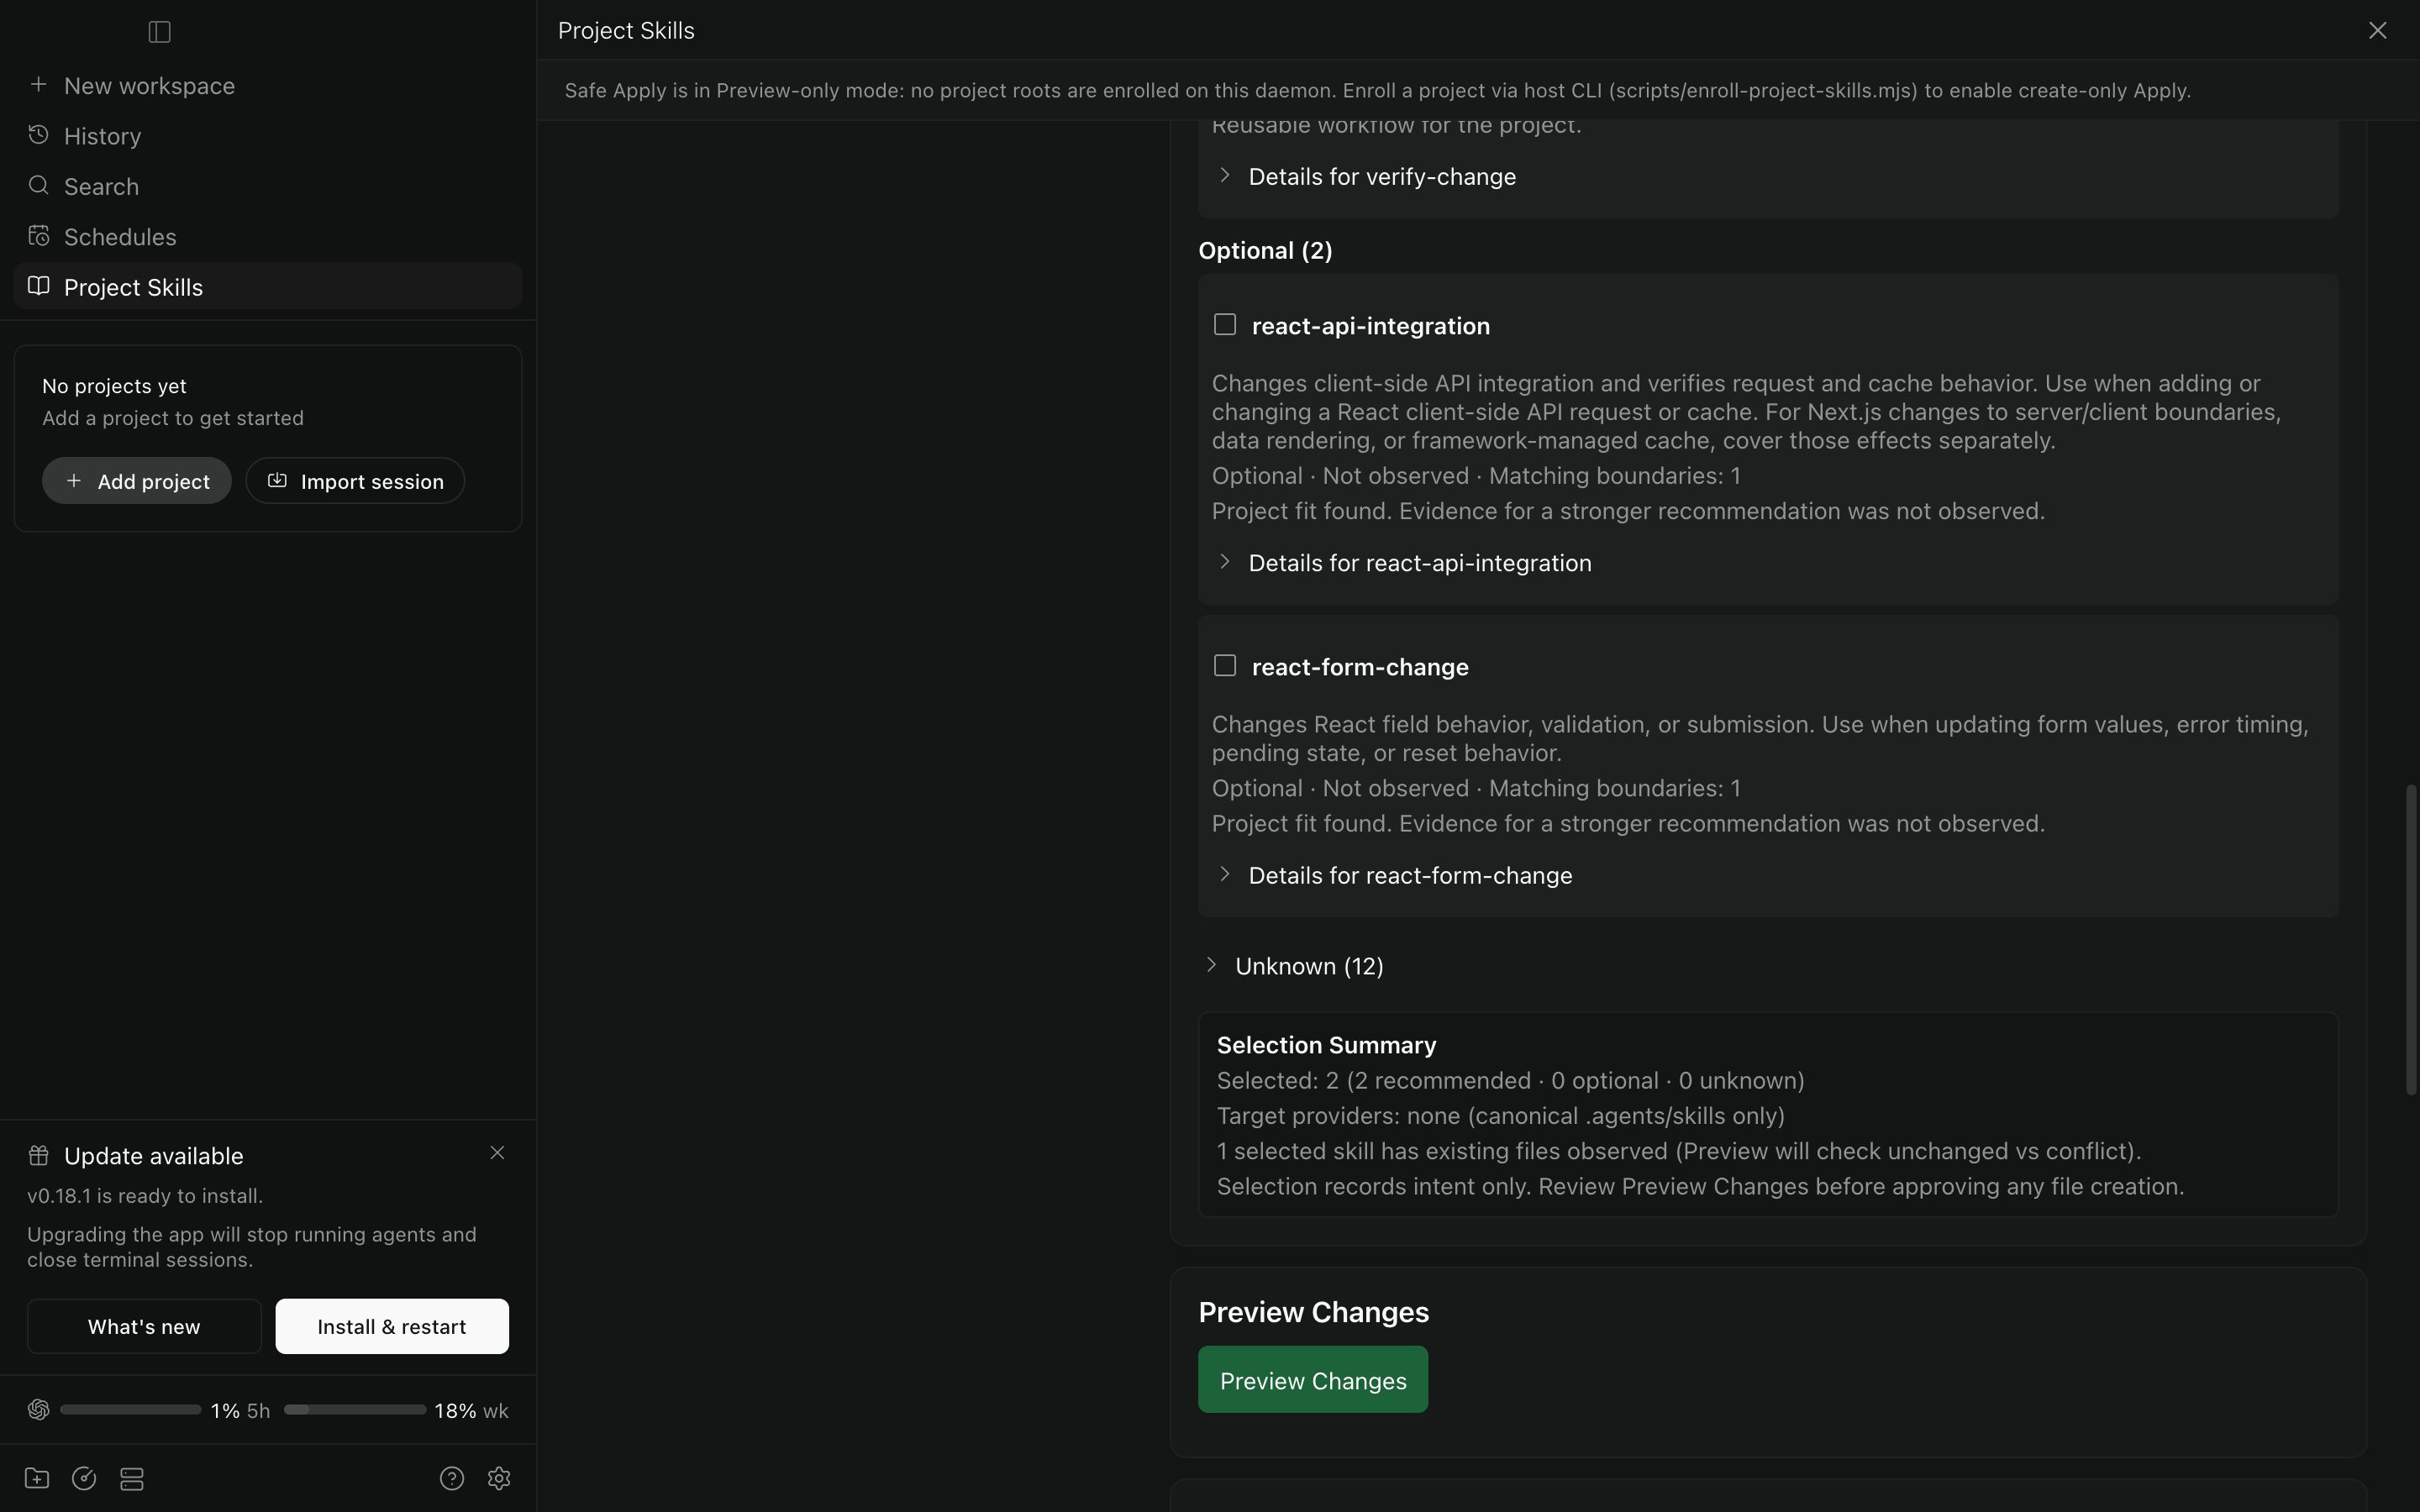 Project Skills
New workspace
History
Search
Schedules
Project Skills
No projects yet
Add a project to get started
Add project
Import session
Update available
v0.18.1 is ready to install.
Upgrading the app will stop running agents and
close terminal sessions.
What's new
Install & restart
1% 5h
18% wk
Safe Apply is in Preview-only mode: no project roots are enrolled on this daemon. Enroll a project via host CLI (scripts/enroll-project-skills.mjs) to enable create-only Apply.
Reusable workflow for the project.
Details for verify-change
Optional (2)
react-api-integration
Changes client-side API integration and verifies request and cache behavior. Use when adding or
changing a React client-side API request or cache. For Next.js changes to server/client boundaries,
data rendering, or framework-managed cache, cover those effects separately.
Optional · Not observed · Matching boundaries: 1
Project fit found. Evidence for a stronger recommendation was not observed.
Details for react-api-integration
react-form-change
Changes React field behavior, validation, or submission. Use when updating form values, error timing,
pending state, or reset behavior.
Optional · Not observed · Matching boundaries: 1
Project fit found. Evidence for a stronger recommendation was not observed.
Details for react-form-change
Unknown (12)
Selection Summary
Selected: 2 (2 recommended · 0 optional · 0 unknown)
Target providers: none (canonical .agents/skills only)
1 selected skill has existing files observed (Preview will check unchanged vs conflict).
Selection records intent only. Review Preview Changes before approving any file creation.
Preview Changes
Preview Changes